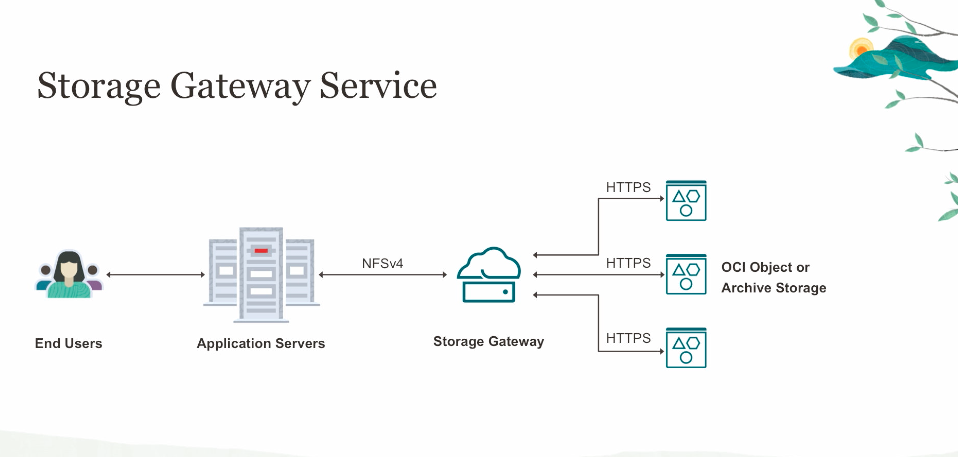 Storage Gateway Service
HTTPS
NFSv4
HTTPS
OCI Object or
Archive Storage
HTTPS
End Users
Application Servers
Storage Gateway